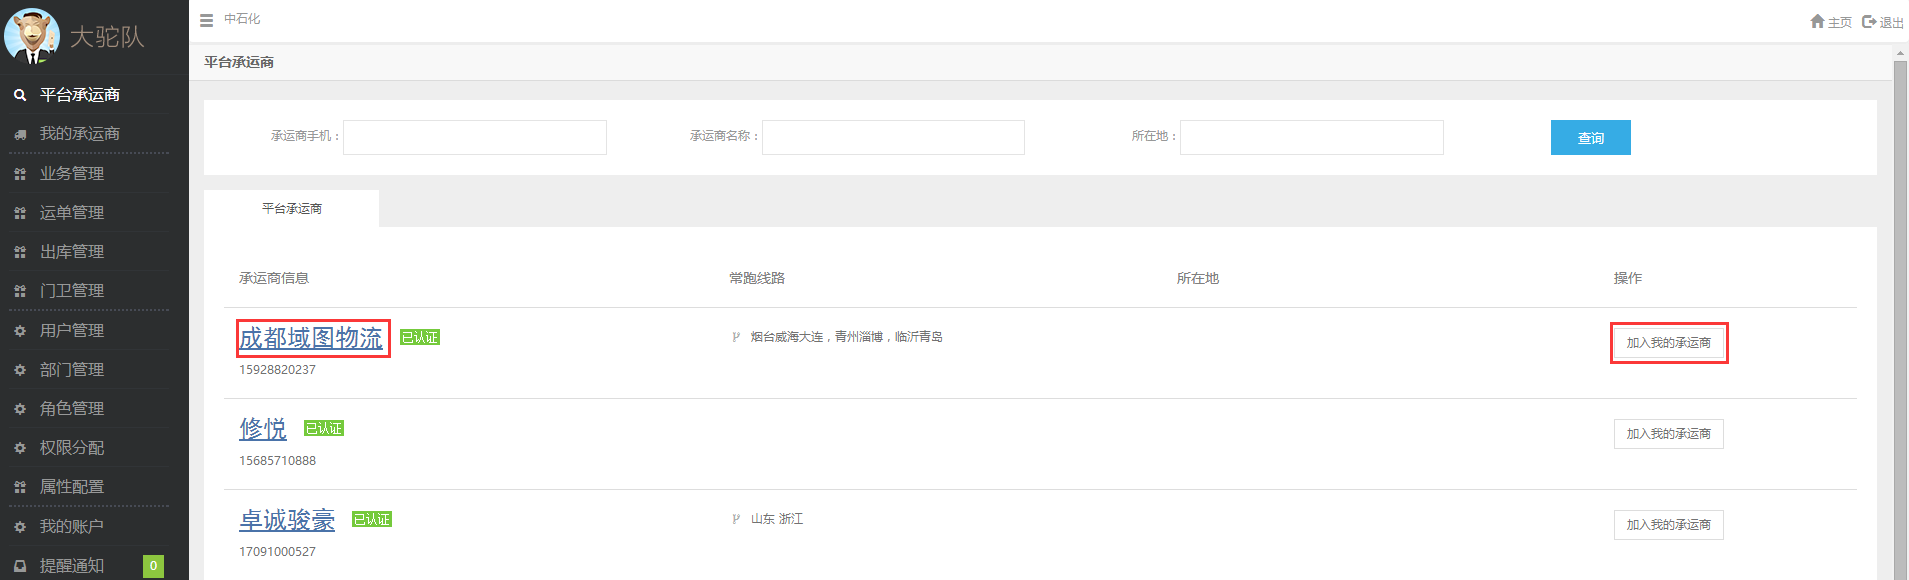 大驼队
中石化
主页 退出
平台承运商
平台承运商
我的承运商
业务管理
运单管理
出库管理
门卫管理
用户管理
部门管理
角色管理
权限分配
属性配置
我的账户
提醒通知 0
承运商手机：
承运商名称：
所在地：
查询
平台承运商
承运商信息 常跑线路 所在地 操作
成都域图物流 已认证 烟台威海大连，青州淄博，临沂青岛 加入我的承运商
15928820237
修悦 已认证 加入我的承运商
15685710888
卓诚骏豪 已认证 山东 浙江 加入我的承运商
17091000527